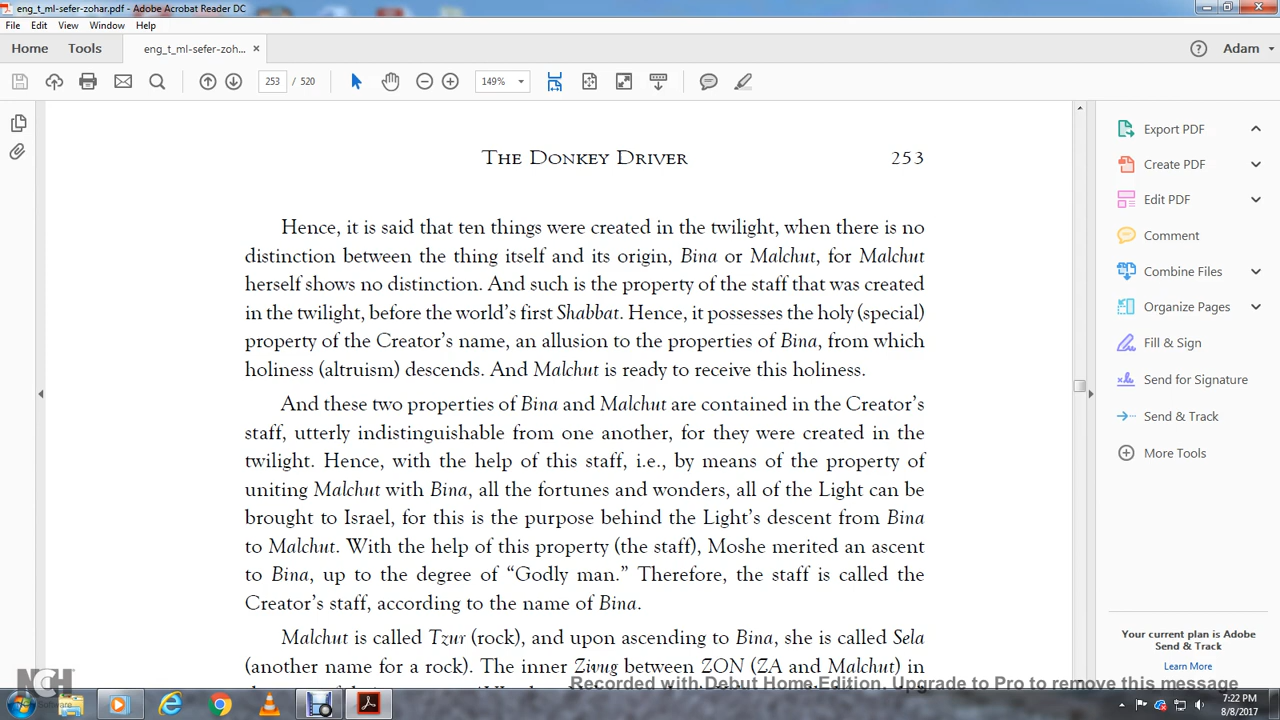 eng_t_ml-sefer-zohar.pdf - Adobe Acrobat Reader DC
File Edit View Window Help
Home Tools eng_t_ml-sefer-zoh... × Adam
253 / 520 149%
THE DONKEY DRIVER 253
Hence, it is said that ten things were created in the twilight, when there is no
distinction between the thing itself and its origin, Bina or Malchut, for Malchut
herself shows no distinction. And such is the property of the staff that was created
in the twilight, before the world's first Shabbat. Hence, it possesses the holy (special)
property of the Creator's name, an allusion to the properties of Bina, from which
holiness (altruism) descends. And Malchut is ready to receive this holiness.
And these two properties of Bina and Malchut are contained in the Creator's
staff, utterly indistinguishable from one another, for they were created in the
twilight. Hence, with the help of this staff, i.e., by means of the property of
uniting Malchut with Bina, all the fortunes and wonders, all of the Light can be
brought to Israel, for this is the purpose behind the Light's descent from Bina
to Malchut. With the help of this property (the staff), Moshe merited an ascent
to Bina, up to the degree of "Godly man." Therefore, the staff is called the
Creator's staff, according to the name of Bina.
Malchut is called Tzur (rock), and upon ascending to Bina, she is called Sela
(another name for a rock). The inner Zivug between ZON (ZA and Malchut) in
Export PDF
Create PDF
Edit PDF
Comment
Combine Files
Organize Pages
Fill & Sign
Send for Signature
Send & Track
More Tools
Your current plan is Adobe
Send & Track
Learn More
Recorded with Debut Home Edition. Upgrade to Pro to remove this message
NCH
Software
7:22 PM
8/8/2017